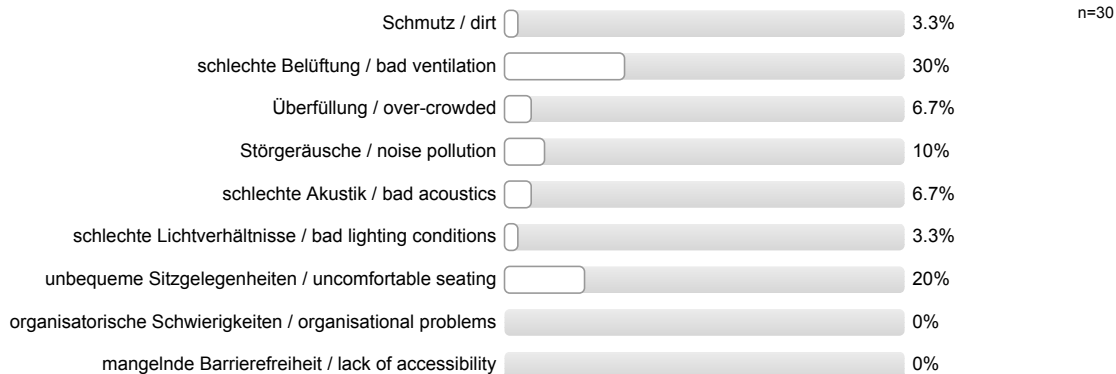 n=30
Schmutz / dirt 3.3%
schlechte Belüftung / bad ventilation 30%
Überfüllung / over-crowded 6.7%
Störgeräusche / noise pollution 10%
schlechte Akustik / bad acoustics 6.7%
schlechte Lichtverhältnisse / bad lighting conditions 3.3%
unbequeme Sitzgelegenheiten / uncomfortable seating 20%
organisatorische Schwierigkeiten / organisational problems 0%
mangelnde Barrierefreiheit / lack of accessibility 0%